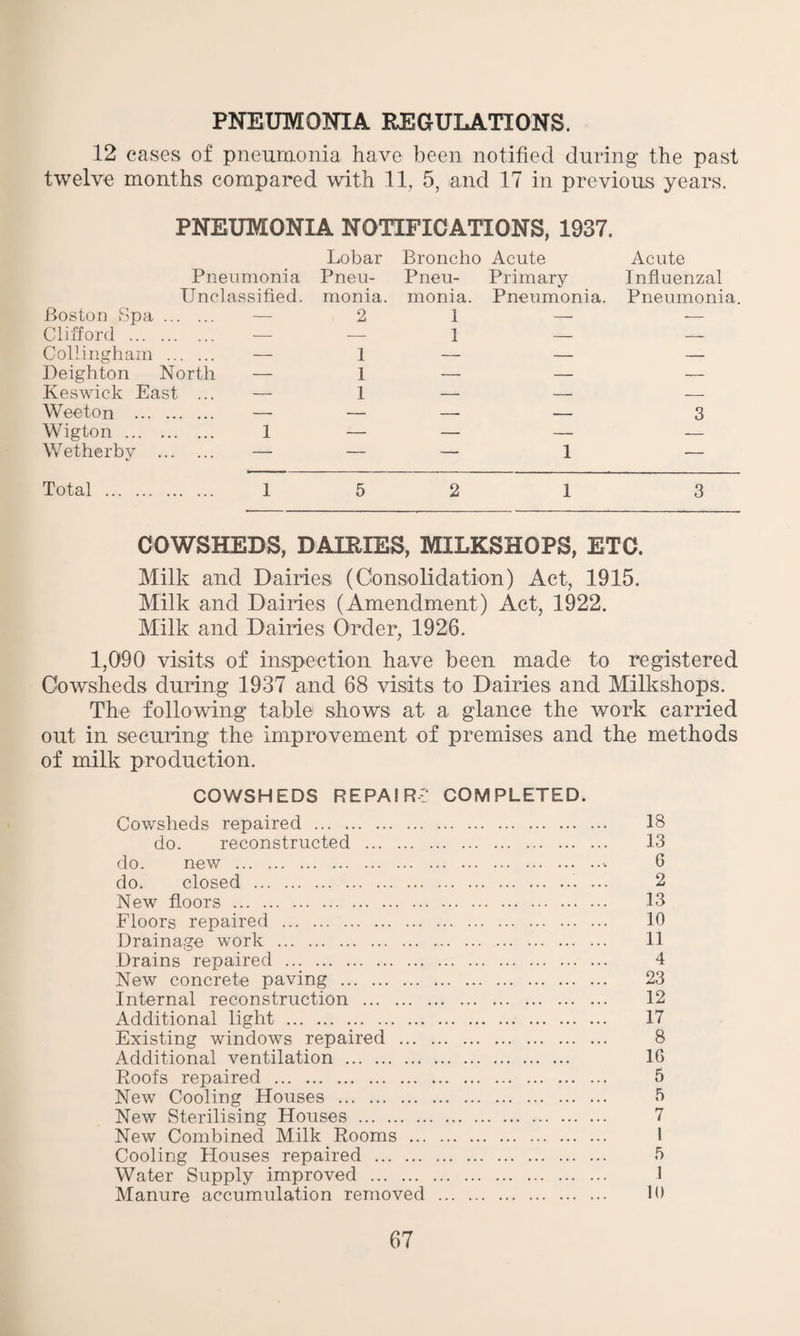 PNEUMONIA REGULATIONS.
12 cases of pneumonia have been notified during the past
twelve months compared with 11, 5, and 17 in previous years.
PNEUMONIA NOTIFICATIONS, 1937.
Lobar Broncho Acute Acute
Pneumonia Pneu- Pneu- Primary Influenzal
Unclassified. monia. monia. Pneumonia. Pneumonia.
Boston Spa ... ... — 2 1 — —
Clifford ... ... ... — — 1 — —
Collingham ... ... — 1 — — —
Deighton North — 1 — — —
Keswick East ... — 1 — — —
Weeton ... ... ... — — — — 3
Wigton ... ... ... 1 — — — —
Wetherby ... ... — — — 1 —
Total ... ... ... ... 1 5 2 1 3
COWSHEDS, DAIRIES, MILKSHOPS, ETC.
Milk and Dairies (Consolidation) Act, 1915.
Milk and Dairies (Amendment) Act, 1922.
Milk and Dairies Order, 1926.
1,090 visits of inspection have been made to registered
Cowsheds during 1937 and 68 visits to Dairies and Milkshops.
The following table shows at a glance the work carried
out in securing the improvement of premises and the methods
of milk production.
COWSHEDS REPAIRS COMPLETED.
Cowsheds repaired ... ... ... ... ... ... ... ... ... ... 18
do. reconstructed ... ... ... ... ... ... ... ... ... 13
do. new ... ... ... ... ... ... ... ... ... ... ... ... 6
do. closed ... ... ... ... ... ... ... ... ... ... ... 2
New floors ... ... ... ... ... ... ... ... ... ... ... ... 13
Floors repaired ... ... ... ... ... ... ... ... ... ... ... 10
Drainage work ... ... ... ... ... ... ... ... ... ... ... 11
Drains repaired ... ... ... ... ... ... ... ... ... ... ... 4
New concrete paving ... ... ... ... ... ... ... ... ... 23
Internal reconstruction ... ... ... ... ... ... ... ... ... 12
Additional light ... ... ... ... ... ... ... ... ... ... ... 17
Existing windows repaired ... ... ... ... ... ... ... ... 8
Additional ventilation ... ... ... ... ... ... ... ... 16
Roofs repaired ... ... ... ... ... ... ... ... ... ... ... 5
New Cooling Houses ... ... ... ... ... ... ... ... ... 5
New Sterilising Houses ... ... ... ... ... ... ... ... ... 7
New Combined Milk Rooms ... ... ... ... ... ... ... 1
Cooling Houses repaired ... ... ... ... ... ... ... ... 5
Water Supply improved ... ... ... ... ... ... ... ... 1
Manure accumulation removed ... ... ... ... ... ... 10
67